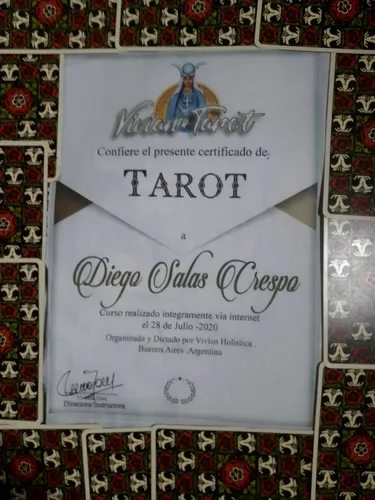 Vivian Tarot
Confiere el presente certificado de:
TAROT
a
Diego Salas Crespo
Curso realizado integramente via internet
el 28 de Julio -2020
Organizado y Dictado por Vivian Holistica .
Buenos Aires Argentina
Directora/Instructora